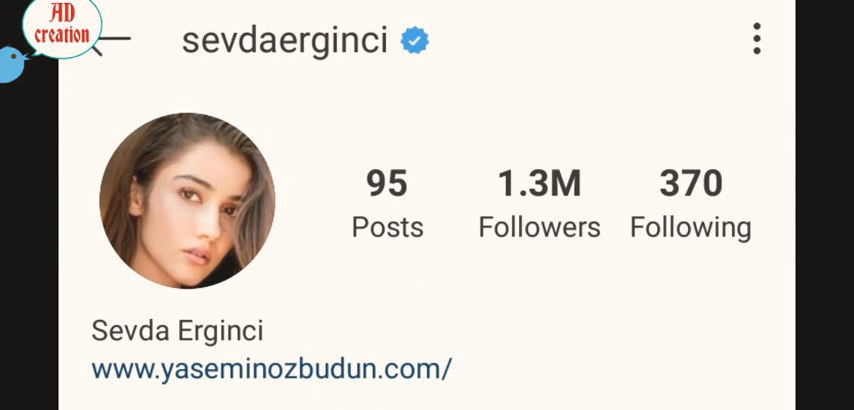 AD
creation
sevdaerginci
95 1.3M 370
Posts Followers Following
Sevda Erginci
www.yaseminozbudun.com/